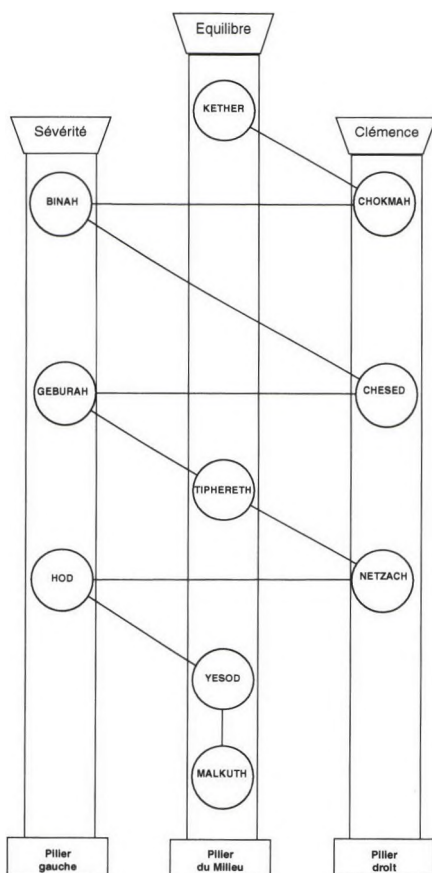 Equilibre
KETHER
Sévérité
Clémence
BINAH
CHOKMAH
GEBURAH
CHESED
TIPHERETH
HOD
NETZACH
YESOD
MALKUTH
Pilier
gauche
Pilier
du Milieu
Pilier
droit